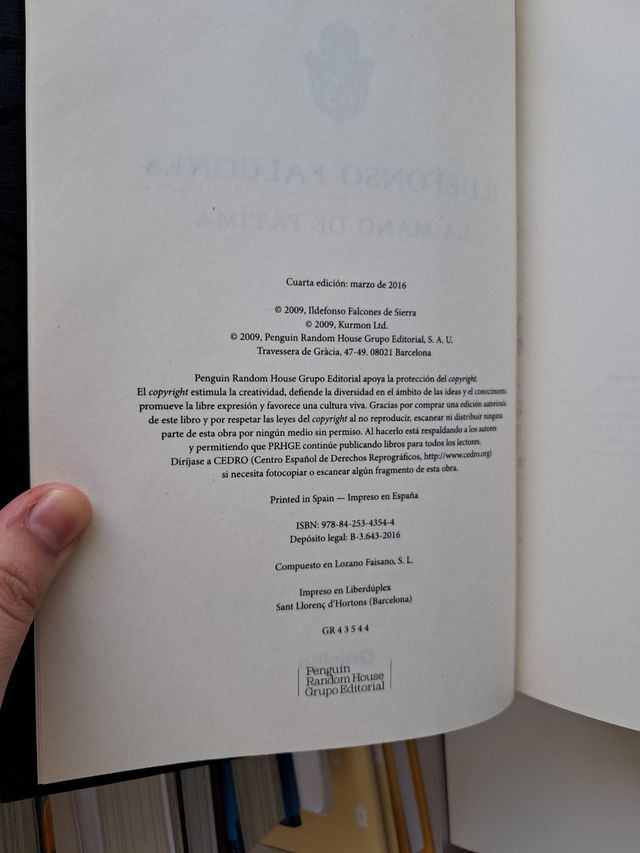 ILDEFONSO FALCONES
LA MANO DE FÁTIMA
Cuarta edición: marzo de 2016
© 2009, Ildefonso Falcones de Sierra
© 2009, Kurmon Ltd.
© 2009, Penguin Random House Grupo Editorial, S. A. U.
Travessera de Gràcia, 47-49. 08021 Barcelona
Penguin Random House Grupo Editorial apoya la protección del copyright.
El copyright estimula la creatividad, defiende la diversidad en el ámbito de las ideas y el conocimiento,
promueve la libre expresión y favorece una cultura viva. Gracias por comprar una edición autorizada
de este libro y por respetar las leyes del copyright al no reproducir, escanear ni distribuir ninguna
parte de esta obra por ningún medio sin permiso. Al hacerlo está respaldando a los autores
y permitiendo que PRHGE continúe publicando libros para todos los lectores.
Diríjase a CEDRO (Centro Español de Derechos Reprográficos, http://www.cedro.org)
si necesita fotocopiar o escanear algún fragmento de esta obra.
Printed in Spain — Impreso en España
ISBN: 978-84-253-4354-4
Depósito legal: B-3.643-2016
Compuesto en Lozano Faisano, S. L.
Impreso en Liberdúplex
Sant Llorenç d'Hortons (Barcelona)
GR 4 3 5 4 4
Penguin
Random House
Grupo Editorial